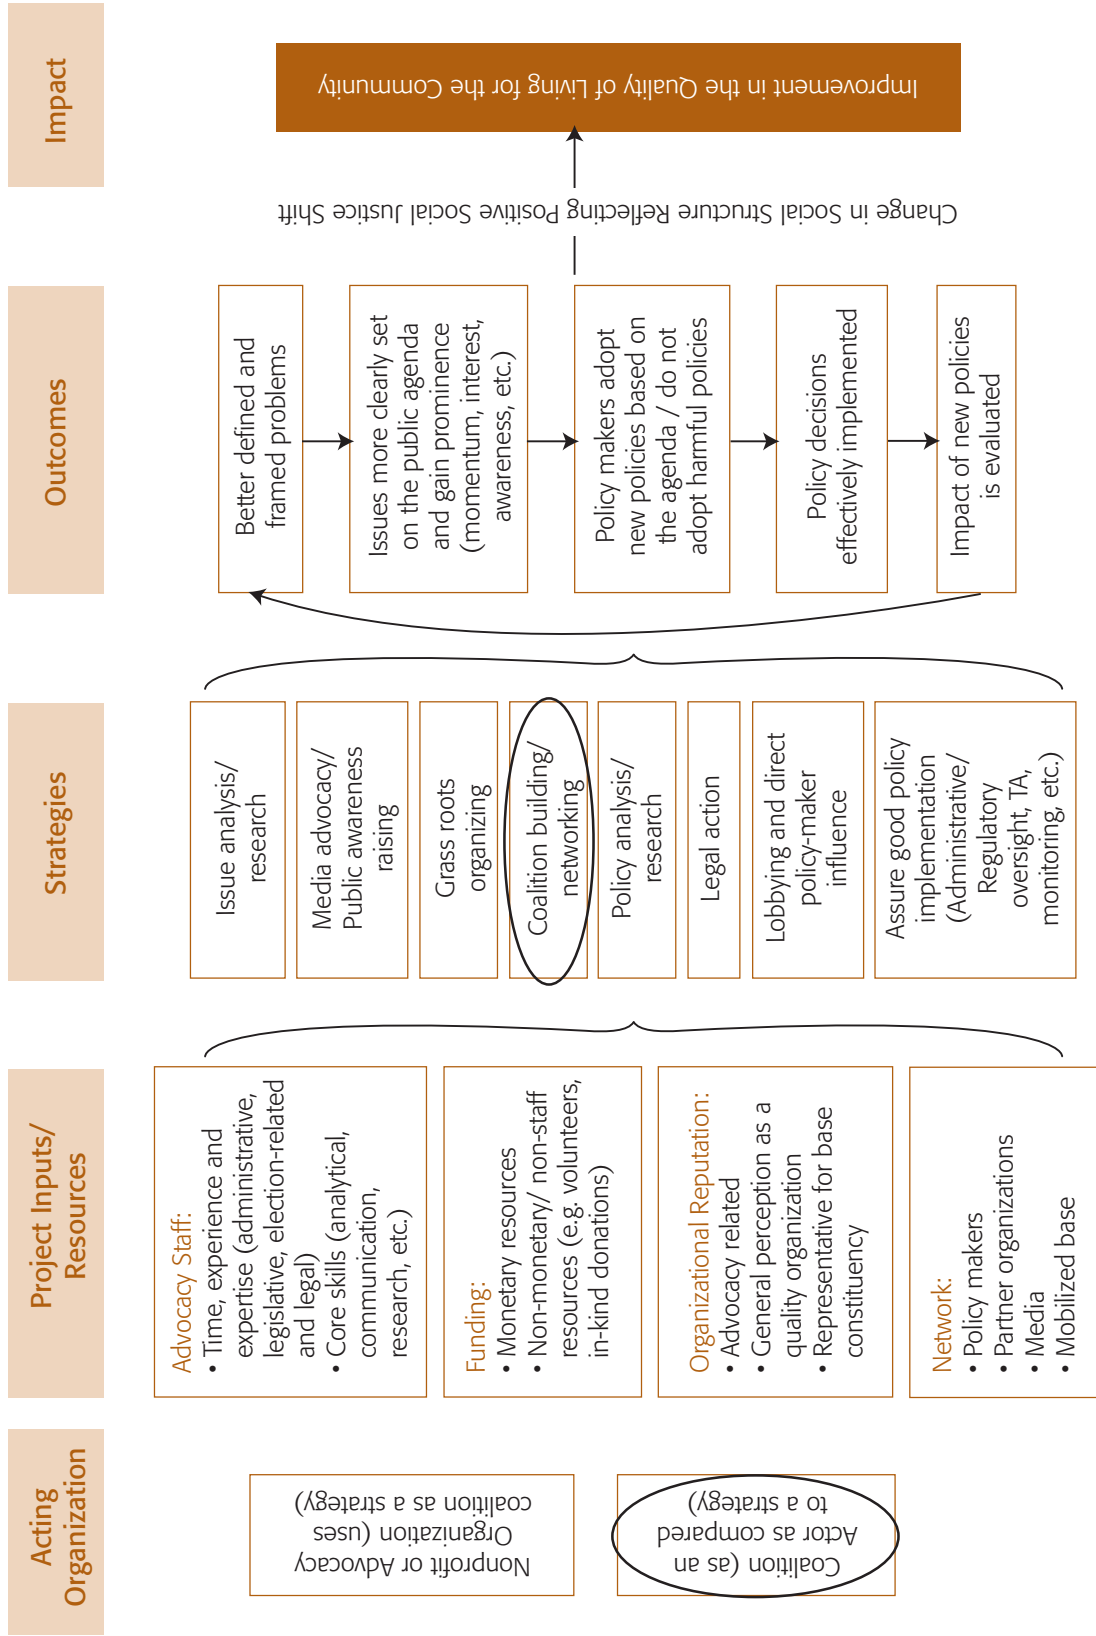 Acting
Organization
Nonprofit or Advocacy
Organization (uses
coalition as a strategy)
Coalition (as an
Actor as compared
to a strategy)
Project Inputs/
Resources
Advocacy Staff:
• Time, experience and
expertise (administrative,
legislative, election-related
and legal)
• Core skills (analytical,
communication,
research, etc.)
Funding:
• Monetary resources
• Non-monetary/ non-staff
resources (e.g. volunteers,
in-kind donations)
Organizational Reputation:
• Advocacy related
• General perception as a
quality organization
• Representative for base
constituency
Network:
• Policy makers
• Partner organizations
• Media
• Mobilized base
Strategies
Issue analysis/
research
Media advocacy/
Public awareness
raising
Grass roots
organizing
Coalition building/
networking
Policy analysis/
research
Legal action
Lobbying and direct
policy-maker
influence
Assure good policy
implementation
(Administrative/
Regulatory
oversight, TA,
monitoring, etc.)
Outcomes
Better defined and
framed problems
Issues more clearly set
on the public agenda
and gain prominence
(momentum, interest,
awareness, etc.)
Policy makers adopt
new policies based on
the agenda / do not
adopt harmful policies
Policy decisions
effectively implemented
Impact of new policies
is evaluated
Change in Social Structure Reflecting Positive Social Justice Shift
Impact
Improvement in the Quality of Living for the Community